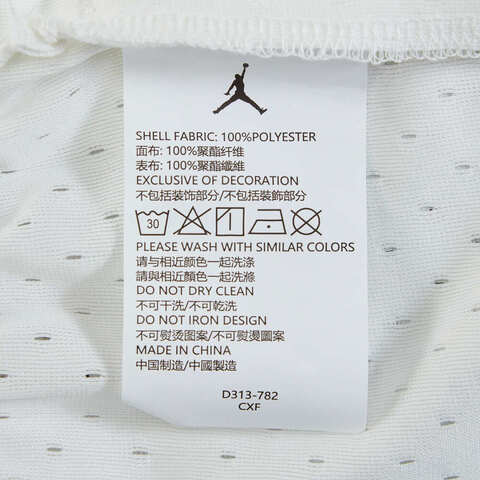 SHELL FABRIC: 100%POLYESTER
面布: 100%聚酯纤维
表布: 100%聚酯纖維
EXCLUSIVE OF DECORATION
不包括装饰部分/不包括裝飾部分
30
PLEASE WASH WITH SIMILAR COLORS
请与相近颜色一起洗涤
請與相近顏色一起洗滌
DO NOT DRY CLEAN
不可干洗/不可乾洗
DO NOT IRON DESIGN
不可熨烫图案/不可熨燙圖案
MADE IN CHINA
中国制造/中國製造
D313-782
CXF